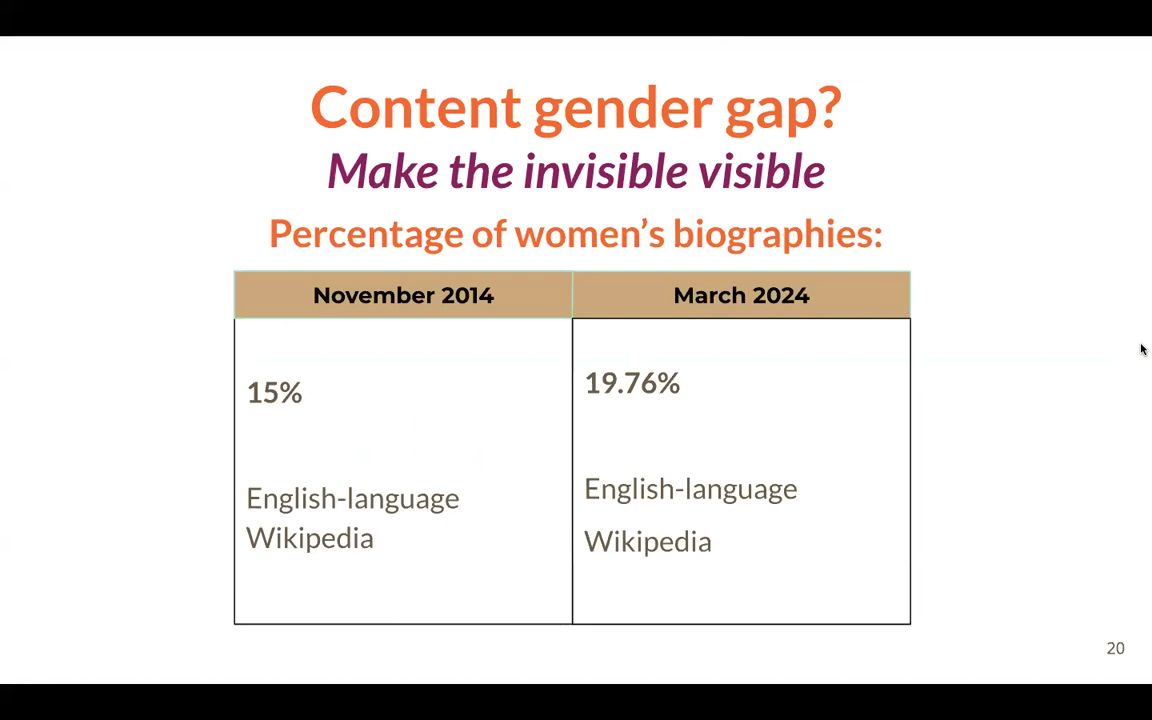 Content gender gap?
Make the invisible visible
Percentage of women’s biographies:
November 2014
March 2024
15%
English-language
Wikipedia
19.76%
English-language
Wikipedia
20